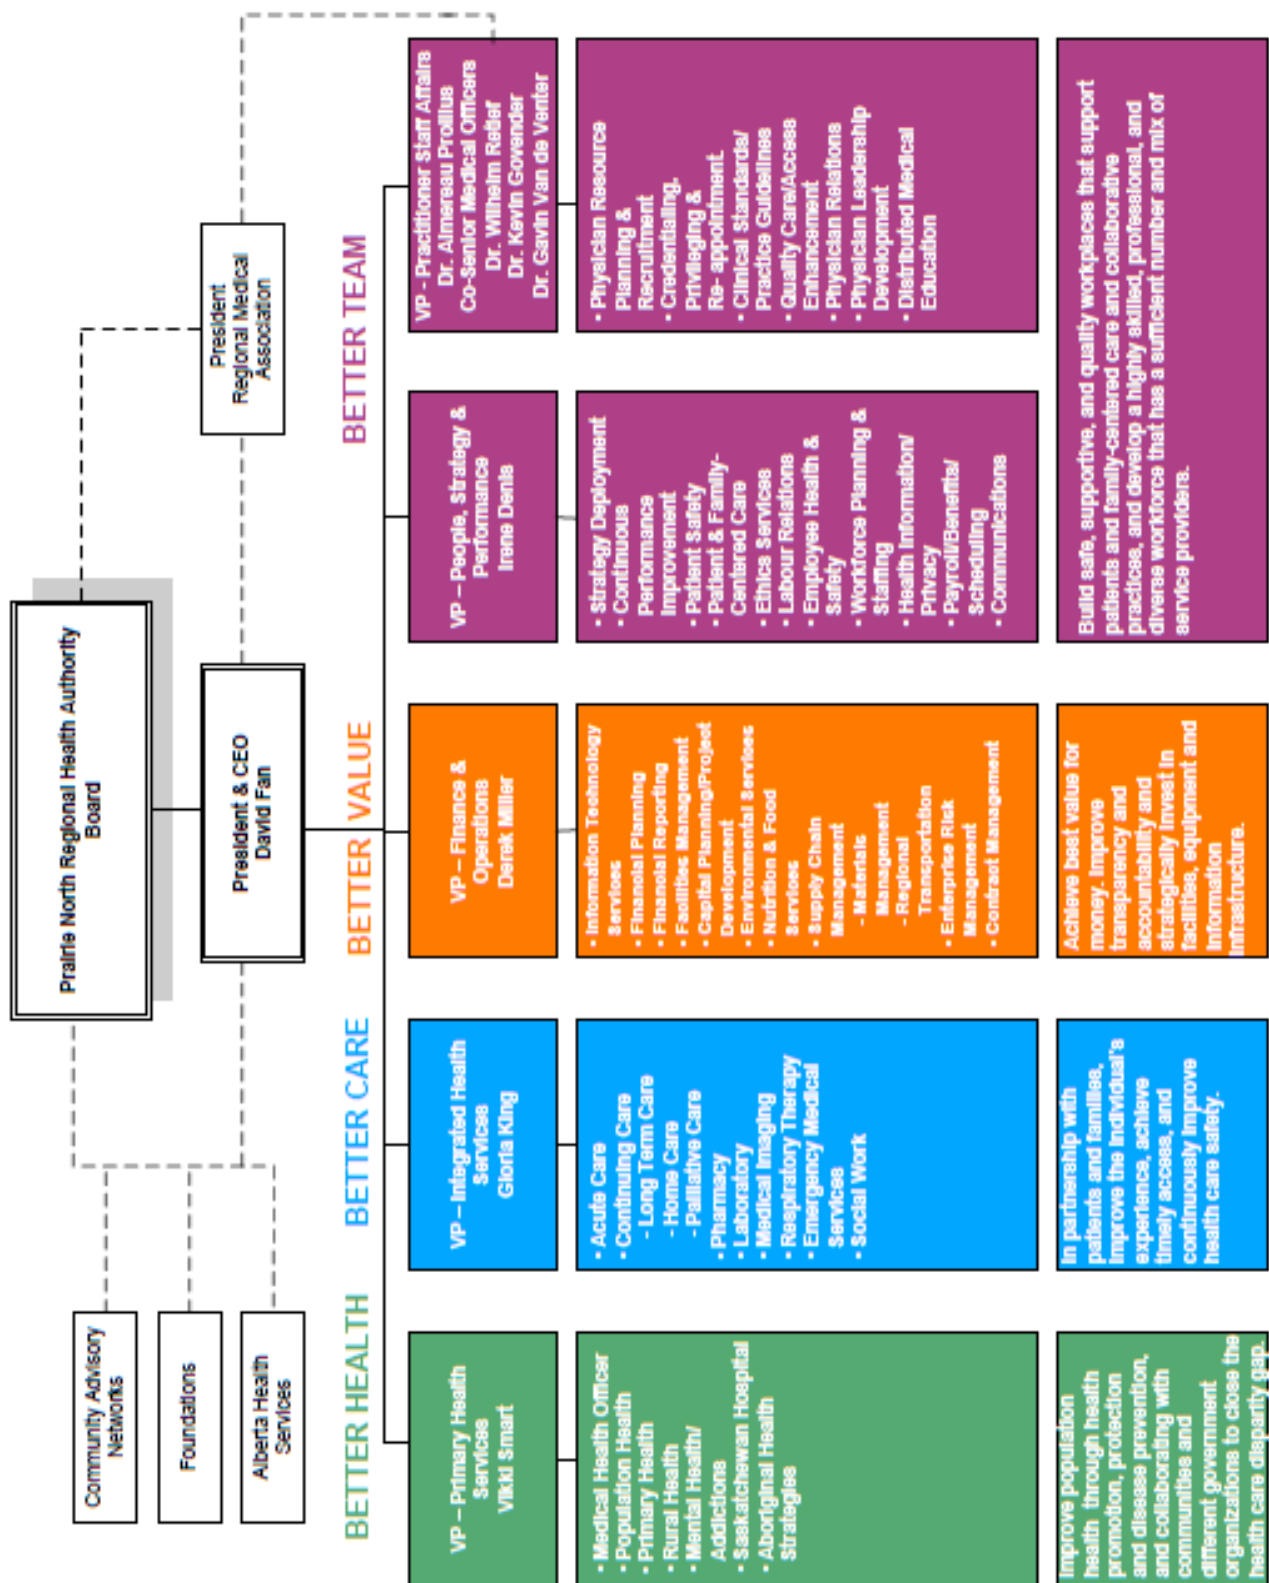 Prairie North Regional Health Authority
Board
Community Advisory
Networks
Foundations
Alberta Health
Services
President & CEO
David Fan
President
Regional Medical
Association
BETTER HEALTH
BETTER CARE
BETTER VALUE
BETTER TEAM
VP – Primary Health
Services
Vikki Smart
• Medical Health Officer
• Population Health
• Primary Health
• Rural Health
• Mental Health/
Addictions
• Saskatchewan Hospital
• Aboriginal Health
Strategies
Improve population
health through health
promotion, protection
and disease prevention,
and collaborating with
communities and
different government
organizations to close the
health care disparity gap.
VP – Integrated Health
Services
Gloria King
• Acute Care
• Continuing Care
- Long Term Care
- Home Care
- Palliative Care
• Pharmacy
• Laboratory
• Medical Imaging
• Respiratory Therapy
• Emergency Medical
Services
• Social Work
In partnership with
patients and families,
improve the individual's
experience, achieve
timely access, and
continuously improve
health care safety.
VP – Finance &
Operations
Derek Miller
• Information Technology
Services
• Financial Planning
• Financial Reporting
• Facilities Management
• Capital Planning/Project
Development
• Environmental Services
• Nutrition & Food
Services
• Supply Chain
Management
- Materials
Management
- Regional
Transportation
• Enterprise Risk
Management
• Contract Management
Achieve best value for
money. Improve
transparency and
accountability and
strategically invest in
facilities, equipment and
information
infrastructure.
VP – People, Strategy &
Performance
Irene Denis
• Strategy Deployment
• Continuous
Performance
Improvement
• Patient Safety
• Patient & Family-
Centered Care
• Ethics Services
• Labour Relations
• Employee Health &
Safety
• Workforce Planning &
Staffing
• Health Information/
Privacy
• Payroll/Benefits/
Scheduling
• Communications
VP - Practitioner Staff Affairs
Dr. Almereau Prollius
Co-Senior Medical Officers
Dr. Wilhelm Retief
Dr. Kevin Govender
Dr. Gavin Van de Venter
• Physician Resource
Planning &
Recruitment
• Credentialing,
Privileging &
Re- appointment.
• Clinical Standards/
Practice Guidelines
• Quality Care/Access
Enhancement
• Physician Relations
• Physician Leadership
Development
• Distributed Medical
Education
Build safe, supportive, and quality workplaces that support
patients and family-centered care and collaborative
practices, and develop a highly skilled, professional, and
diverse workforce that has a sufficient number and mix of
service providers.